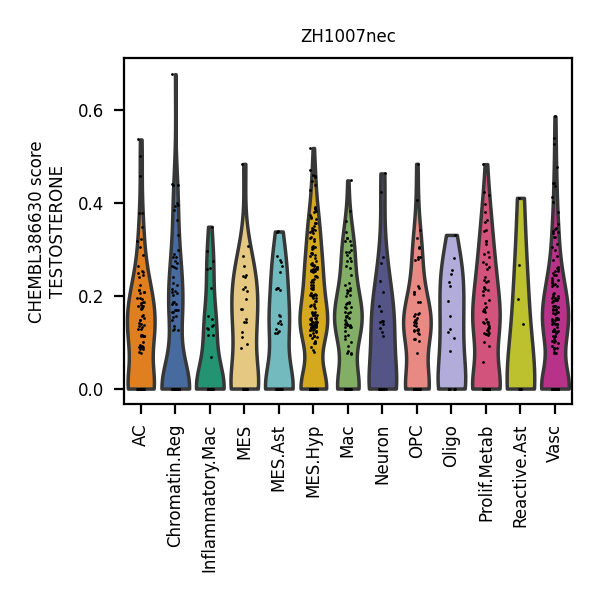 ZH1007nec
CHEMBL386630 score
TESTOSTERONE
0.6
0.4
0.2
0.0
AC
Chromatin.Reg
Inflammatory.Mac
MES
MES.Ast
MES.Hyp
Mac
Neuron
OPC
Oligo
Prolif.Metab
Reactive.Ast
Vasc